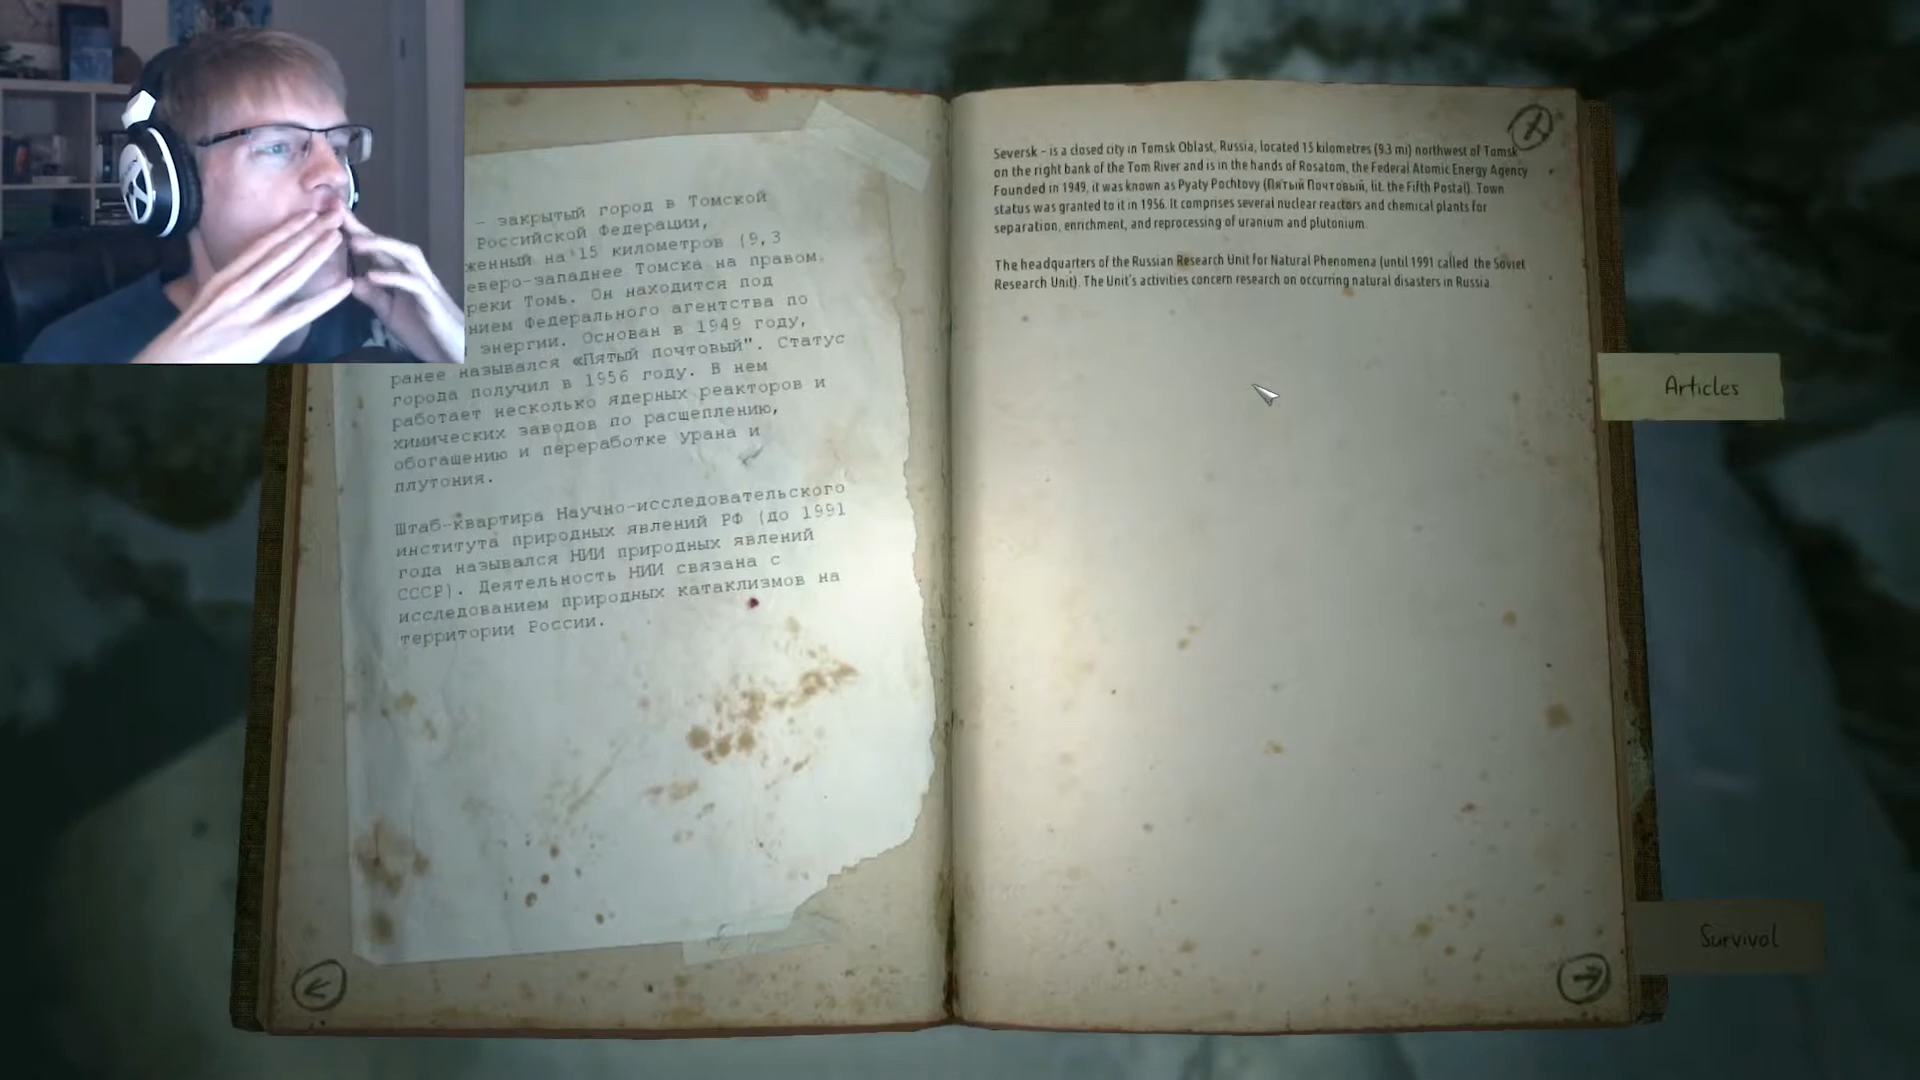 – закрытый город в Томской
Российской Федерации,
женный на 15 километров (9,3
еверо-западнее Томска на правом
реки Томь. Он находится под
нием Федерального агентства по
энергии. Основан в 1949 году,
ранее назывался «Пятый почтовый". Статус
города получил в 1956 году. В нем
работает несколько ядерных реакторов и
химических заводов по расщеплению,
обогащению и переработке урана и
плутония.
Штаб-квартира Научно-исследовательского
института природных явлений РФ (до 1991
года назывался НИИ природных явлений
СССР). Деятельность НИИ связана с
исследованием природных катаклизмов на
территории России.
Seversk – is a closed city in Tomsk Oblast, Russia, located 15 kilometres (9.3 mi) northwest of Tomsk
on the right bank of the Tom River and is in the hands of Rosatom, the Federal Atomic Energy Agency
Founded in 1949, it was known as Pyaty Pochtovy (Пятый Почтовый, lit. the Fifth Postal). Town
status was granted to it in 1956. It comprises several nuclear reactors and chemical plants for
separation, enrichment, and reprocessing of uranium and plutonium.
The headquarters of the Russian Research Unit for Natural Phenomena (until 1991 called the Soviet
Research Unit). The Unit's activities concern research on occurring natural disasters in Russia.
Articles
Survival